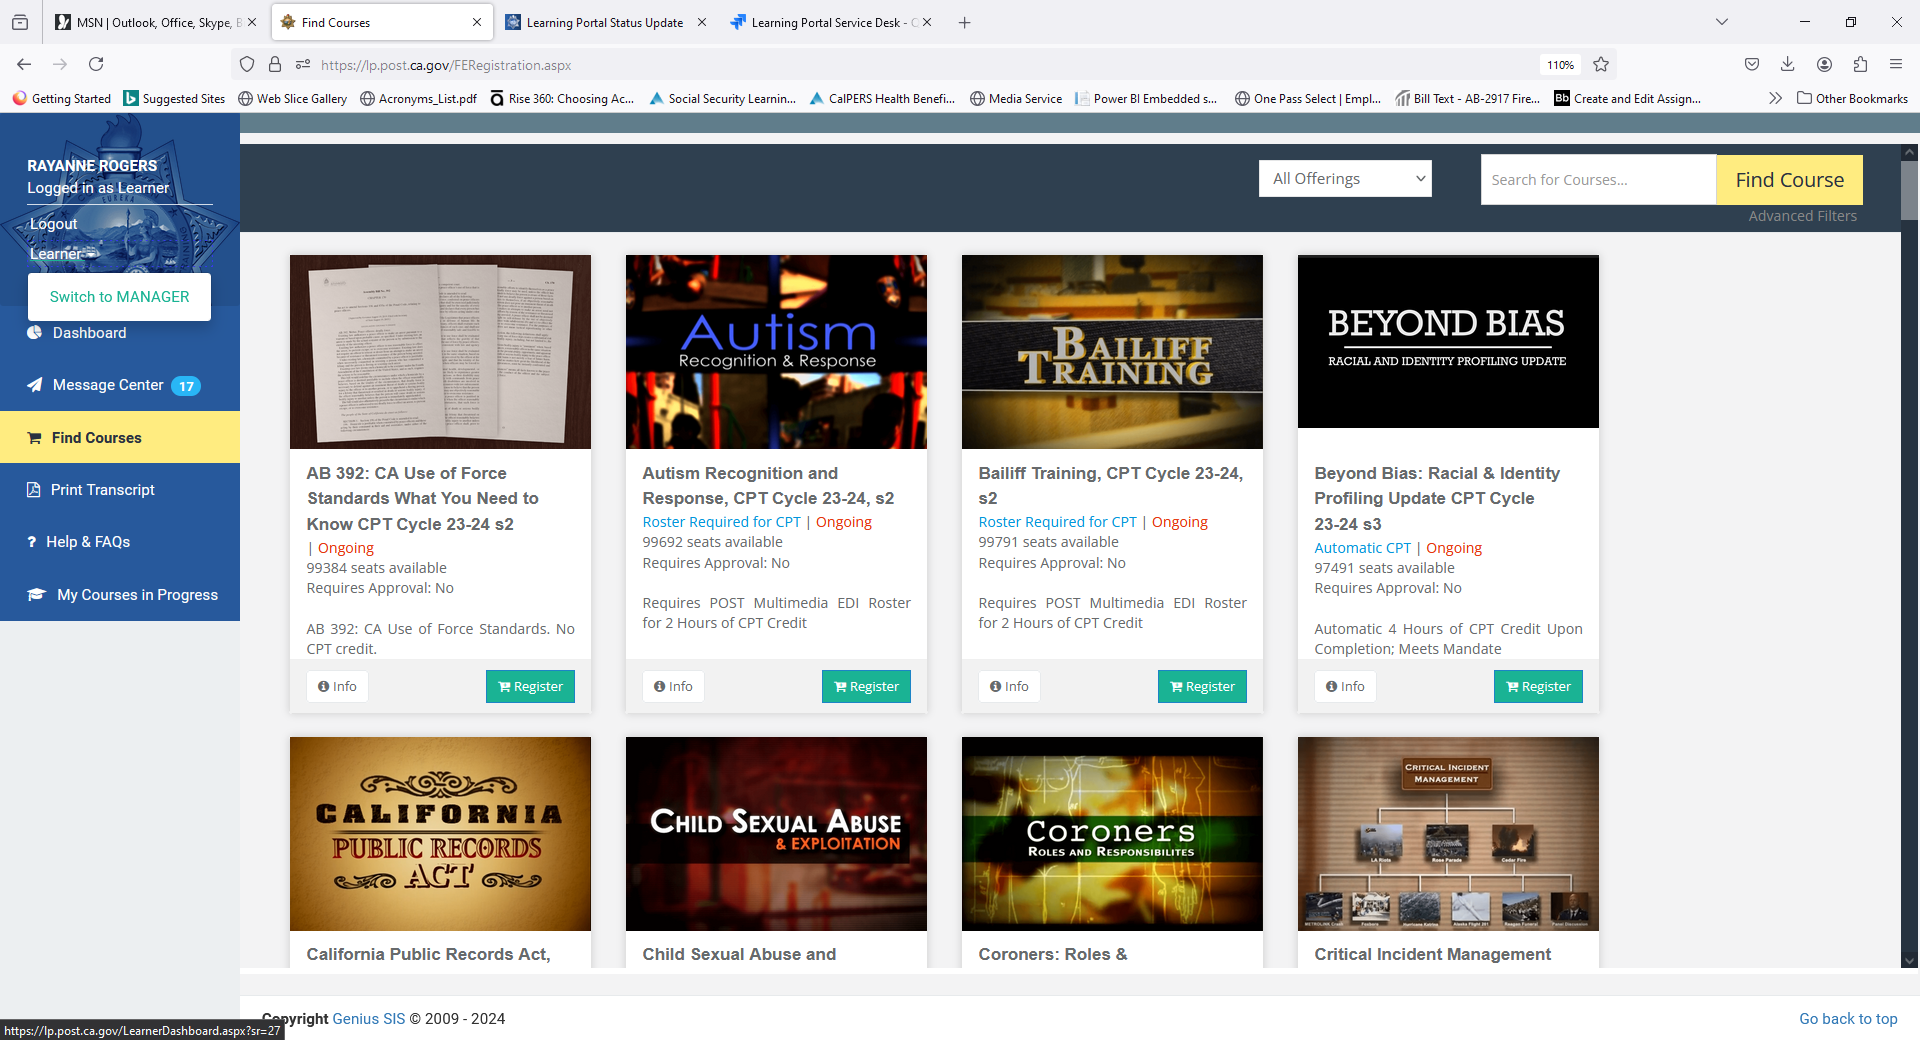 MSN | Outlook, Office, Skype, B
Find Courses
Learning Portal Status Update
Learning Portal Service Desk - C
https://lp.post.ca.gov/FERegistration.aspx
110%
Getting Started
Suggested Sites
Web Slice Gallery
Acronyms_List.pdf
Rise 360: Choosing Ac...
Social Security Learnin...
CalPERS Health Benefi...
Media Service
Power BI Embedded s...
One Pass Select | Empl...
Bill Text - AB-2917 Fire...
Bb Create and Edit Assign...
Other Bookmarks
RAYANNE ROGERS
Logged in as Learner
EUREKA
Logout
Learner
Switch to MANAGER
Dashboard
Message Center 17
Find Courses
Print Transcript
Help & FAQs
My Courses in Progress
All Offerings
Search for Courses...
Find Course
Advanced Filters
AB 392: CA Use of Force
Standards What You Need to
Know CPT Cycle 23-24 s2
| Ongoing
99384 seats available
Requires Approval: No
AB 392: CA Use of Force Standards. No
CPT credit.
Info
Register
Autism
Recognition & Response
Autism Recognition and
Response, CPT Cycle 23-24, s2
Roster Required for CPT | Ongoing
99692 seats available
Requires Approval: No
Requires POST Multimedia EDI Roster
for 2 Hours of CPT Credit
Info
Register
BAILIFF
TRAINING
Bailiff Training, CPT Cycle 23-24,
s2
Roster Required for CPT | Ongoing
99791 seats available
Requires Approval: No
Requires POST Multimedia EDI Roster
for 2 Hours of CPT Credit
Info
Register
BEYOND BIAS
RACIAL AND IDENTITY PROFILING UPDATE
Beyond Bias: Racial & Identity
Profiling Update CPT Cycle
23-24 s3
Automatic CPT | Ongoing
97491 seats available
Requires Approval: No
Automatic 4 Hours of CPT Credit Upon
Completion; Meets Mandate
Info
Register
CALIFORNIA
PUBLIC RECORDS
ACT
California Public Records Act,
CHILD SEXUAL ABUSE
& EXPLOITATION
Child Sexual Abuse and
Coroners
ROLES AND RESPONSIBILITES
Coroners: Roles &
CRITICAL INCIDENT
MANAGEMENT
LA Riots
Rose Parade
Cedar Fire
Critical Incident Management
Copyright Genius SIS © 2009 - 2024
Go back to top
https://lp.post.ca.gov/LearnerDashboard.aspx?sr=27